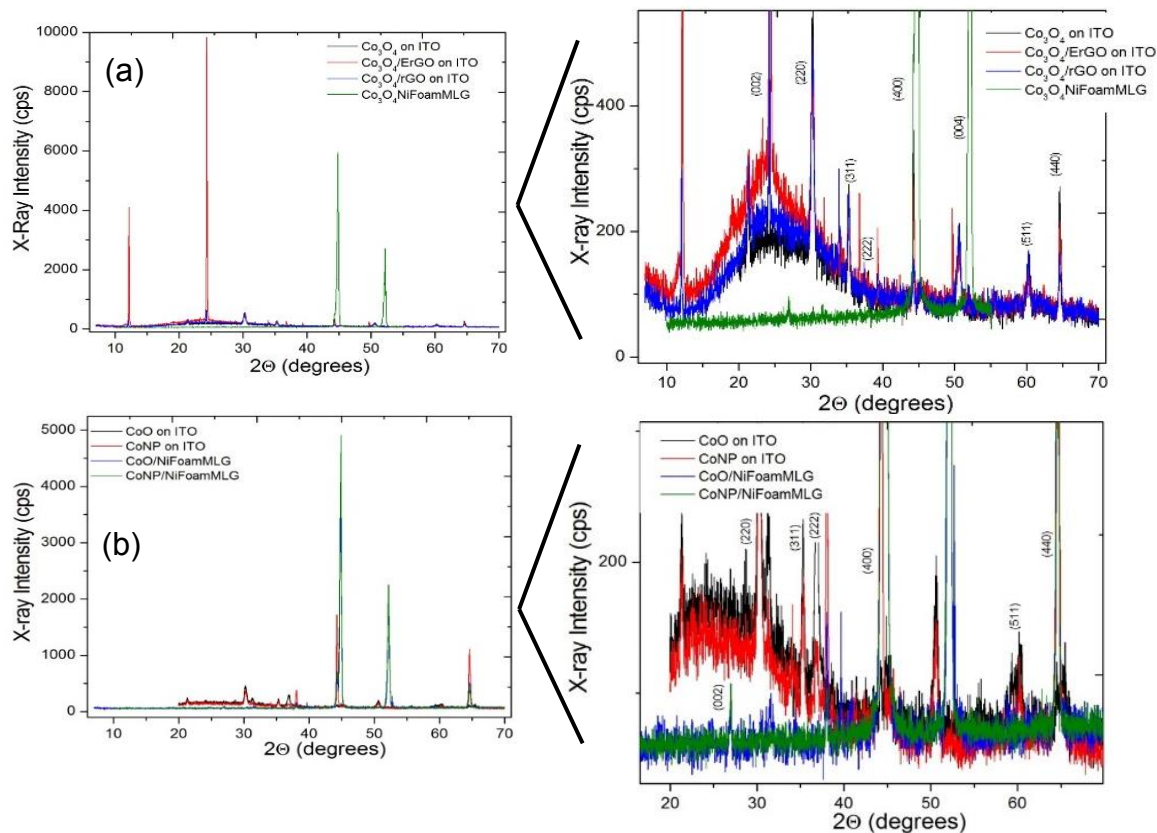 (a)
X-Ray Intensity (cps)
10000
8000
6000
4000
2000
0
Co₃O₄ on ITO
Co₃O₄/ErGO on ITO
Co₃O₄/rGO on ITO
Co₃O₄NiFoamMLG
10 20 30 40 50 60 70
2Θ (degrees)
X-ray Intensity (cps)
400
200
0
Co₃O₄ on ITO
Co₃O₄/ErGO on ITO
Co₃O₄/rGO on ITO
Co₃O₄NiFoamMLG
(002)
(220)
(311)
(222)
(400)
(004)
(511)
(440)
10 20 30 40 50 60 70
2Θ (degrees)
(b)
X-ray Intensity (cps)
5000
4000
3000
2000
1000
0
CoO on ITO
CoNP on ITO
CoO/NiFoamMLG
CoNP/NiFoamMLG
10 20 30 40 50 60 70
2Θ (degrees)
X-ray Intensity (cps)
200
CoO on ITO
CoNP on ITO
CoO/NiFoamMLG
CoNP/NiFoamMLG
(002)
(220)
(311)
(222)
(400)
(511)
(440)
20 30 40 50 60
2Θ (degrees)